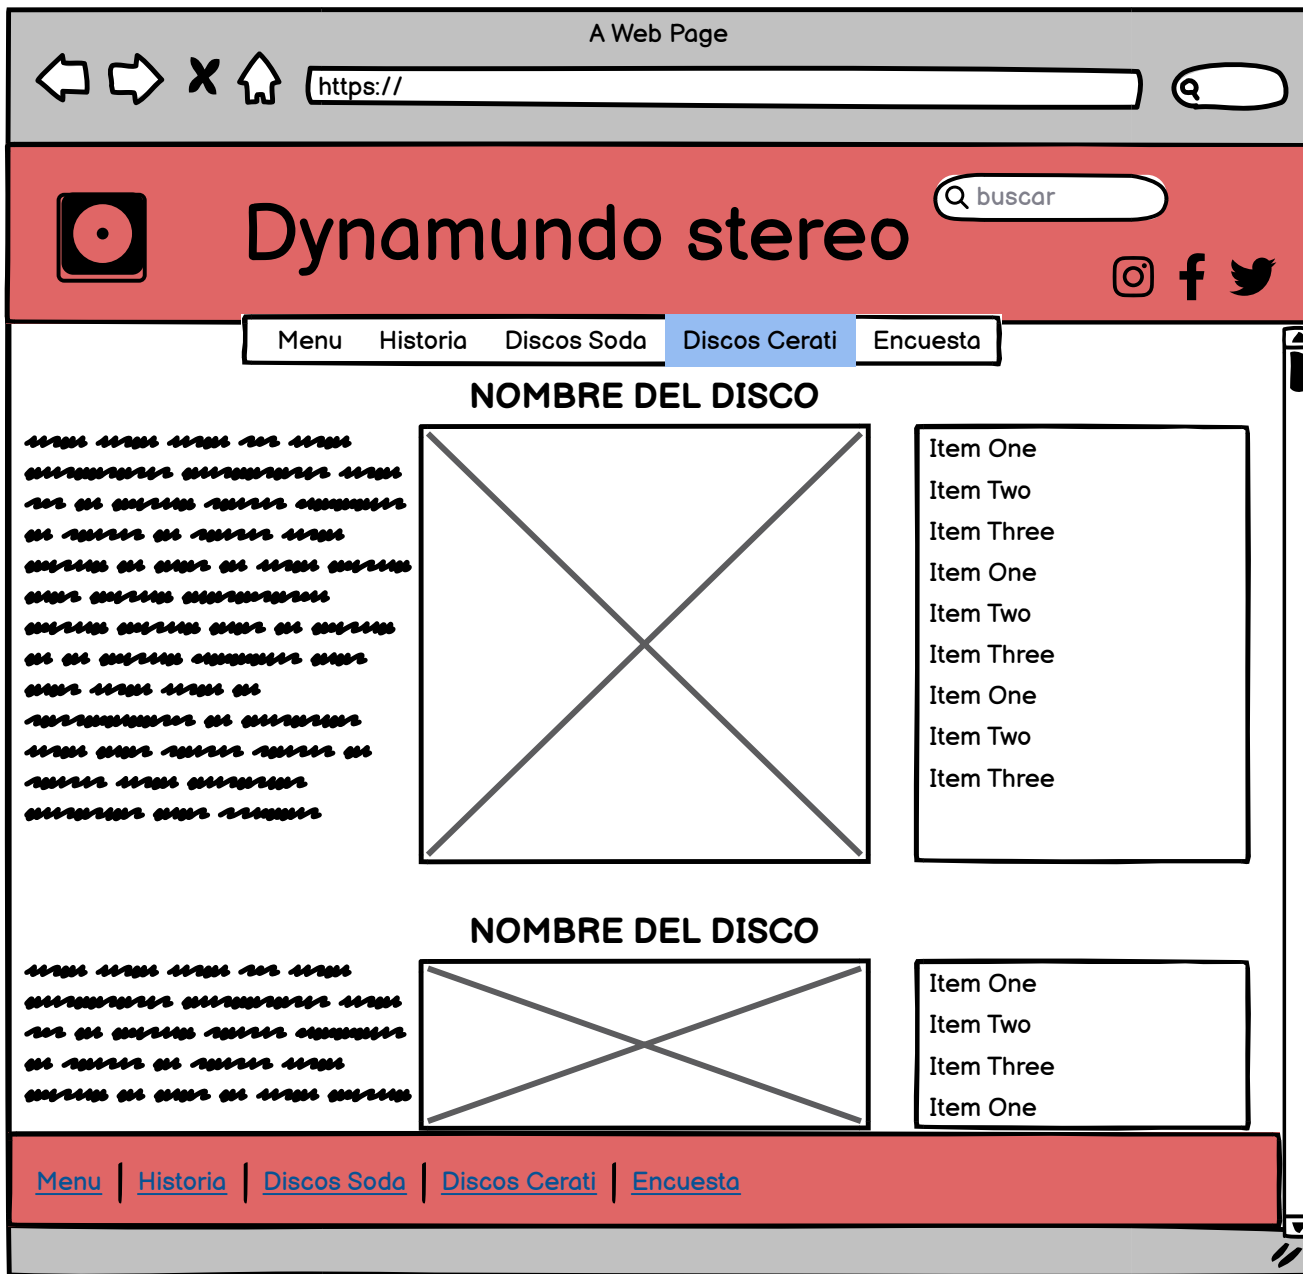 A Web Page
https://
Dynamundo stereo
buscar
Menu Historia Discos Soda Discos Cerati Encuesta
NOMBRE DEL DISCO
Item One
Item Two
Item Three
Item One
Item Two
Item Three
Item One
Item Two
Item Three
NOMBRE DEL DISCO
Item One
Item Two
Item Three
Item One
Menu Historia Discos Soda Discos Cerati Encuesta